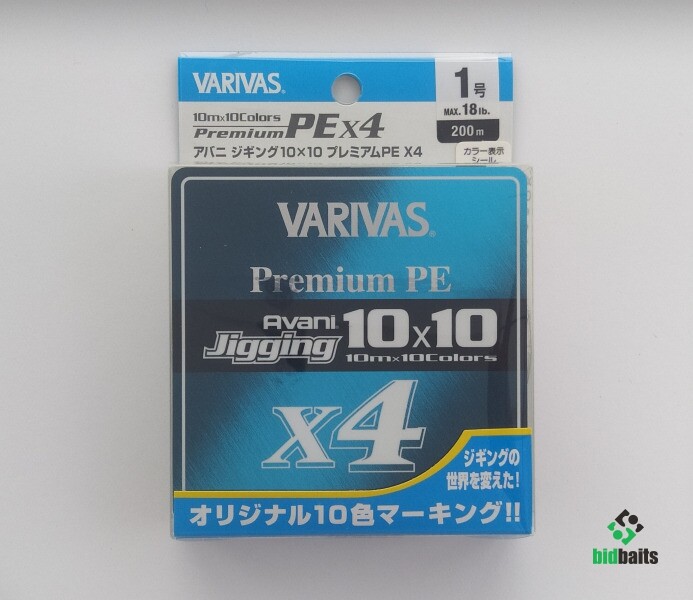 VARIVAS®
1号
MAX. 18 lb.
200m
10m×10Colors
Premium PE X4
アバニ ジギング10×10 プレミアムPE X4
カラー表示
シール
VARIVAS®
Premium PE
Avani
Jigging
10x10
10m×10Colors
x4
ジギングの
世界を変えた!
オリジナル10色マーキング!!
bidbaits